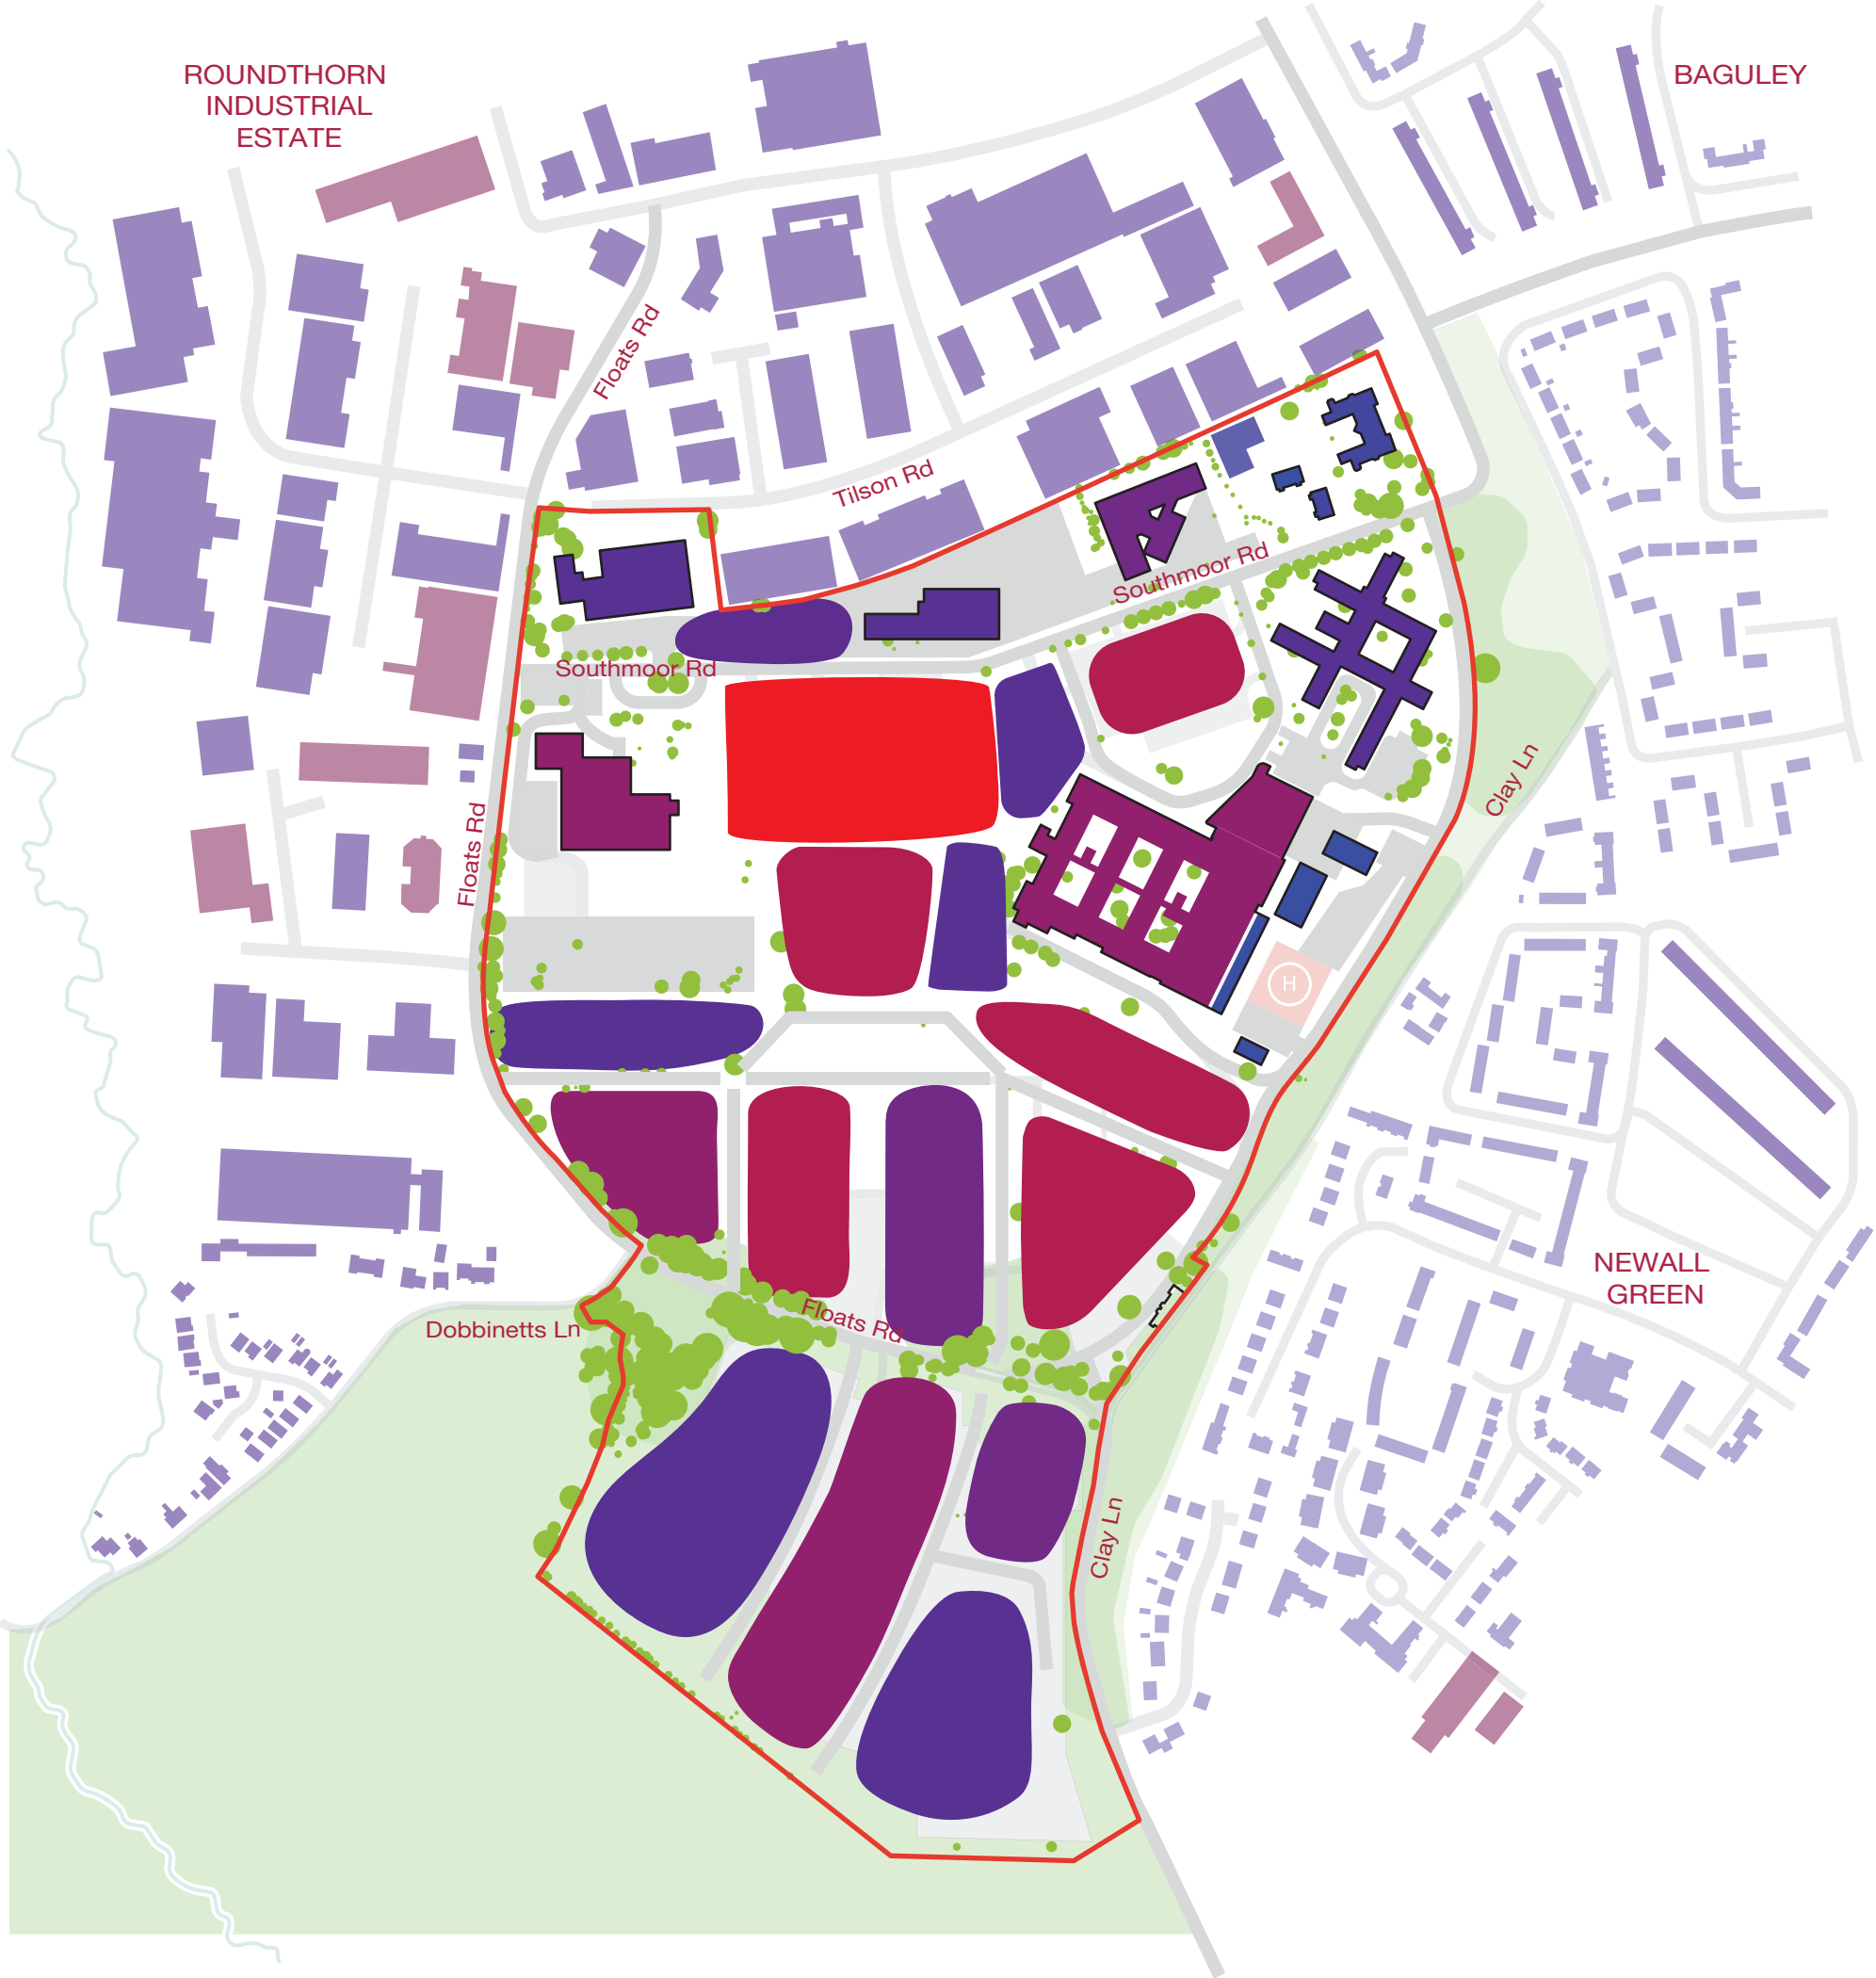 ROUNDTHORN
INDUSTRIAL
ESTATE
BAGULEY
Floats Rd
Tilson Rd
Southmoor Rd
Southmoor Rd
Clay Ln
Floats Rd
H
NEWALL
GREEN
Floats Rd
Dobbinetts Ln
Clay Ln